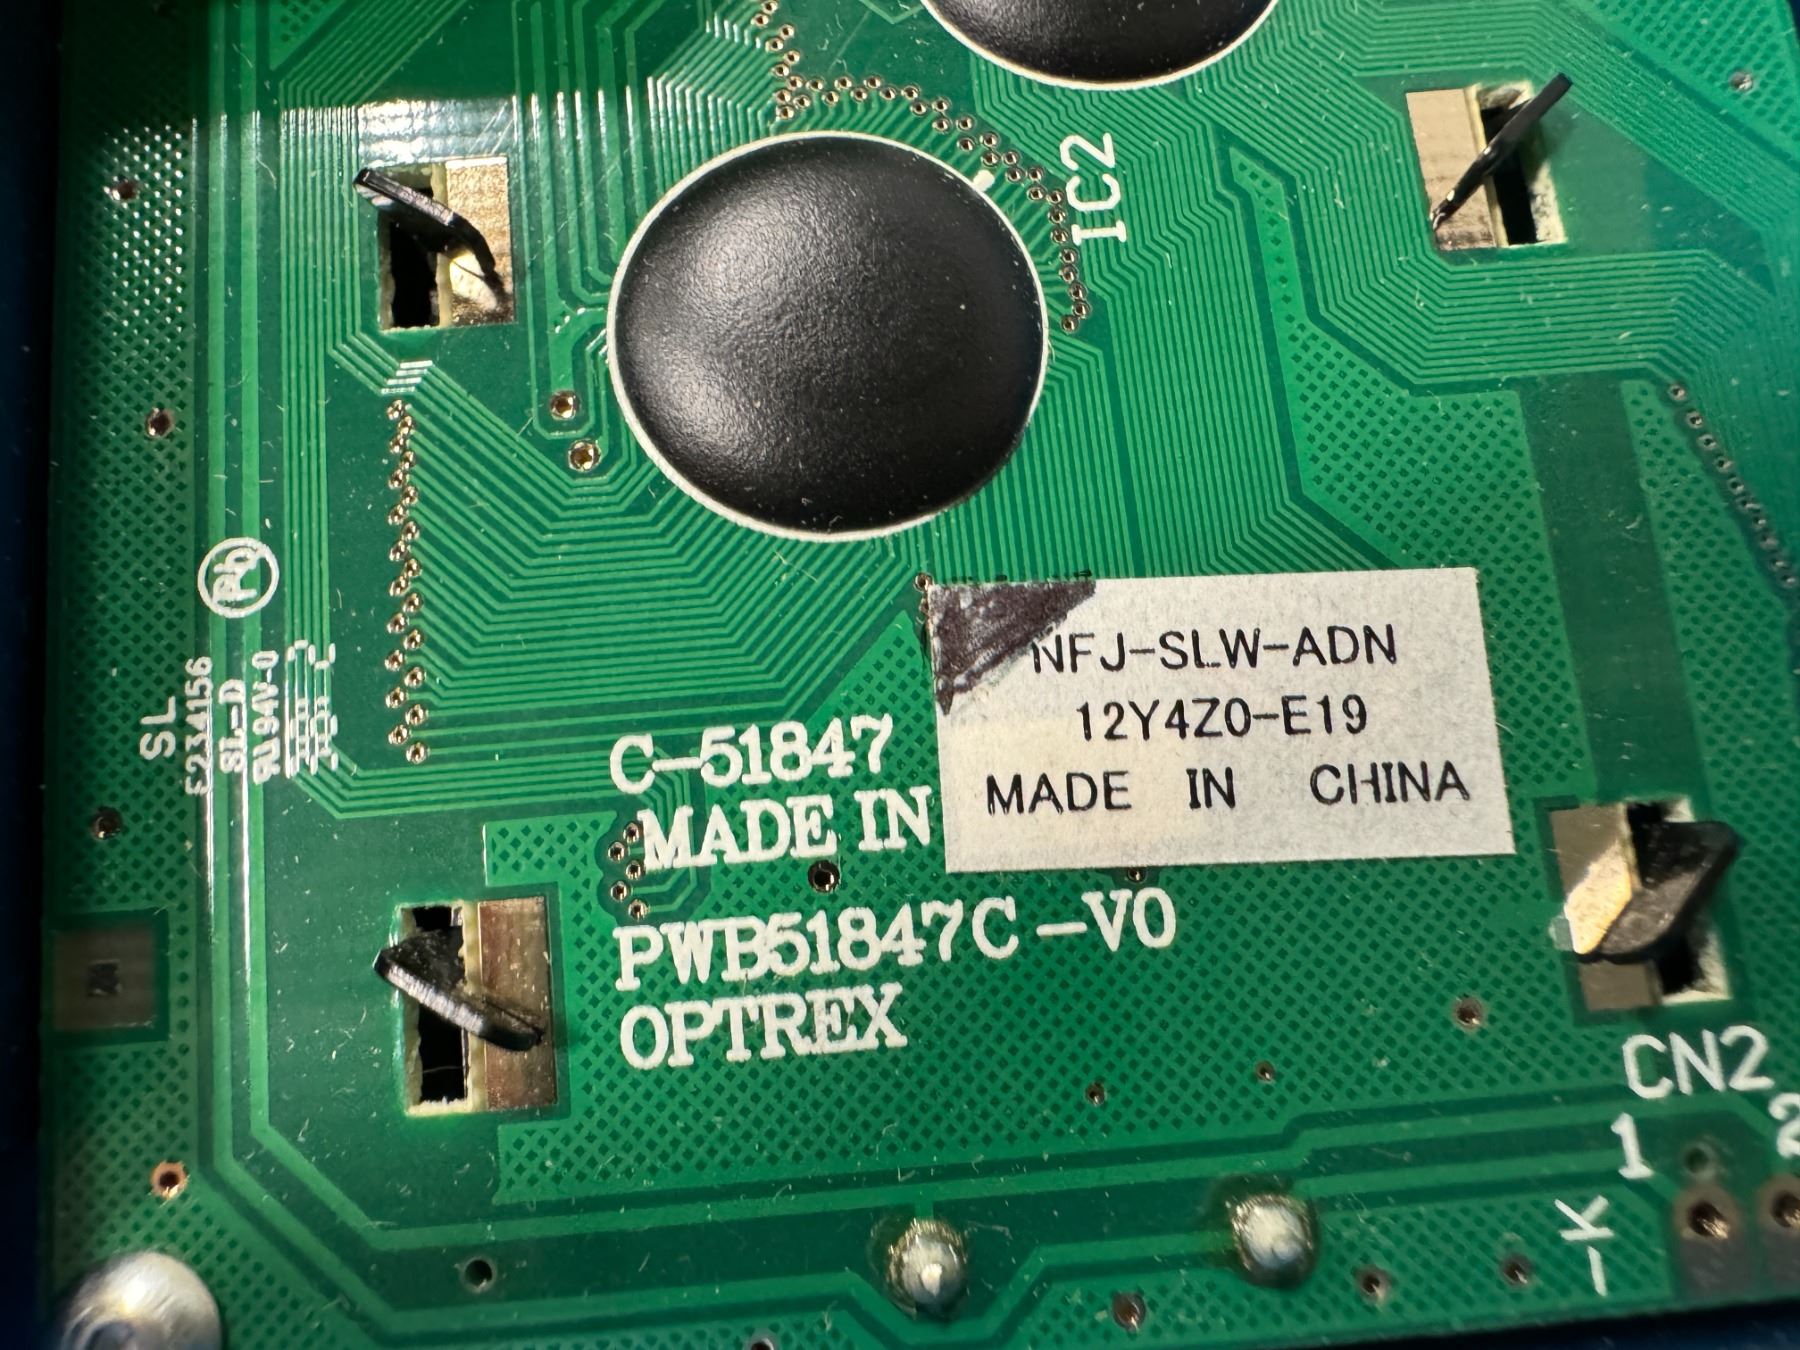 IC2
NFJ-SLW-ADN
12Y4Z0-E19
MADE IN CHINA
C-51847
MADE IN
PWB51847C-V0
OPTREX
Pb
SL
E234156
SL-D
94V-0
CN2
1 2
-K